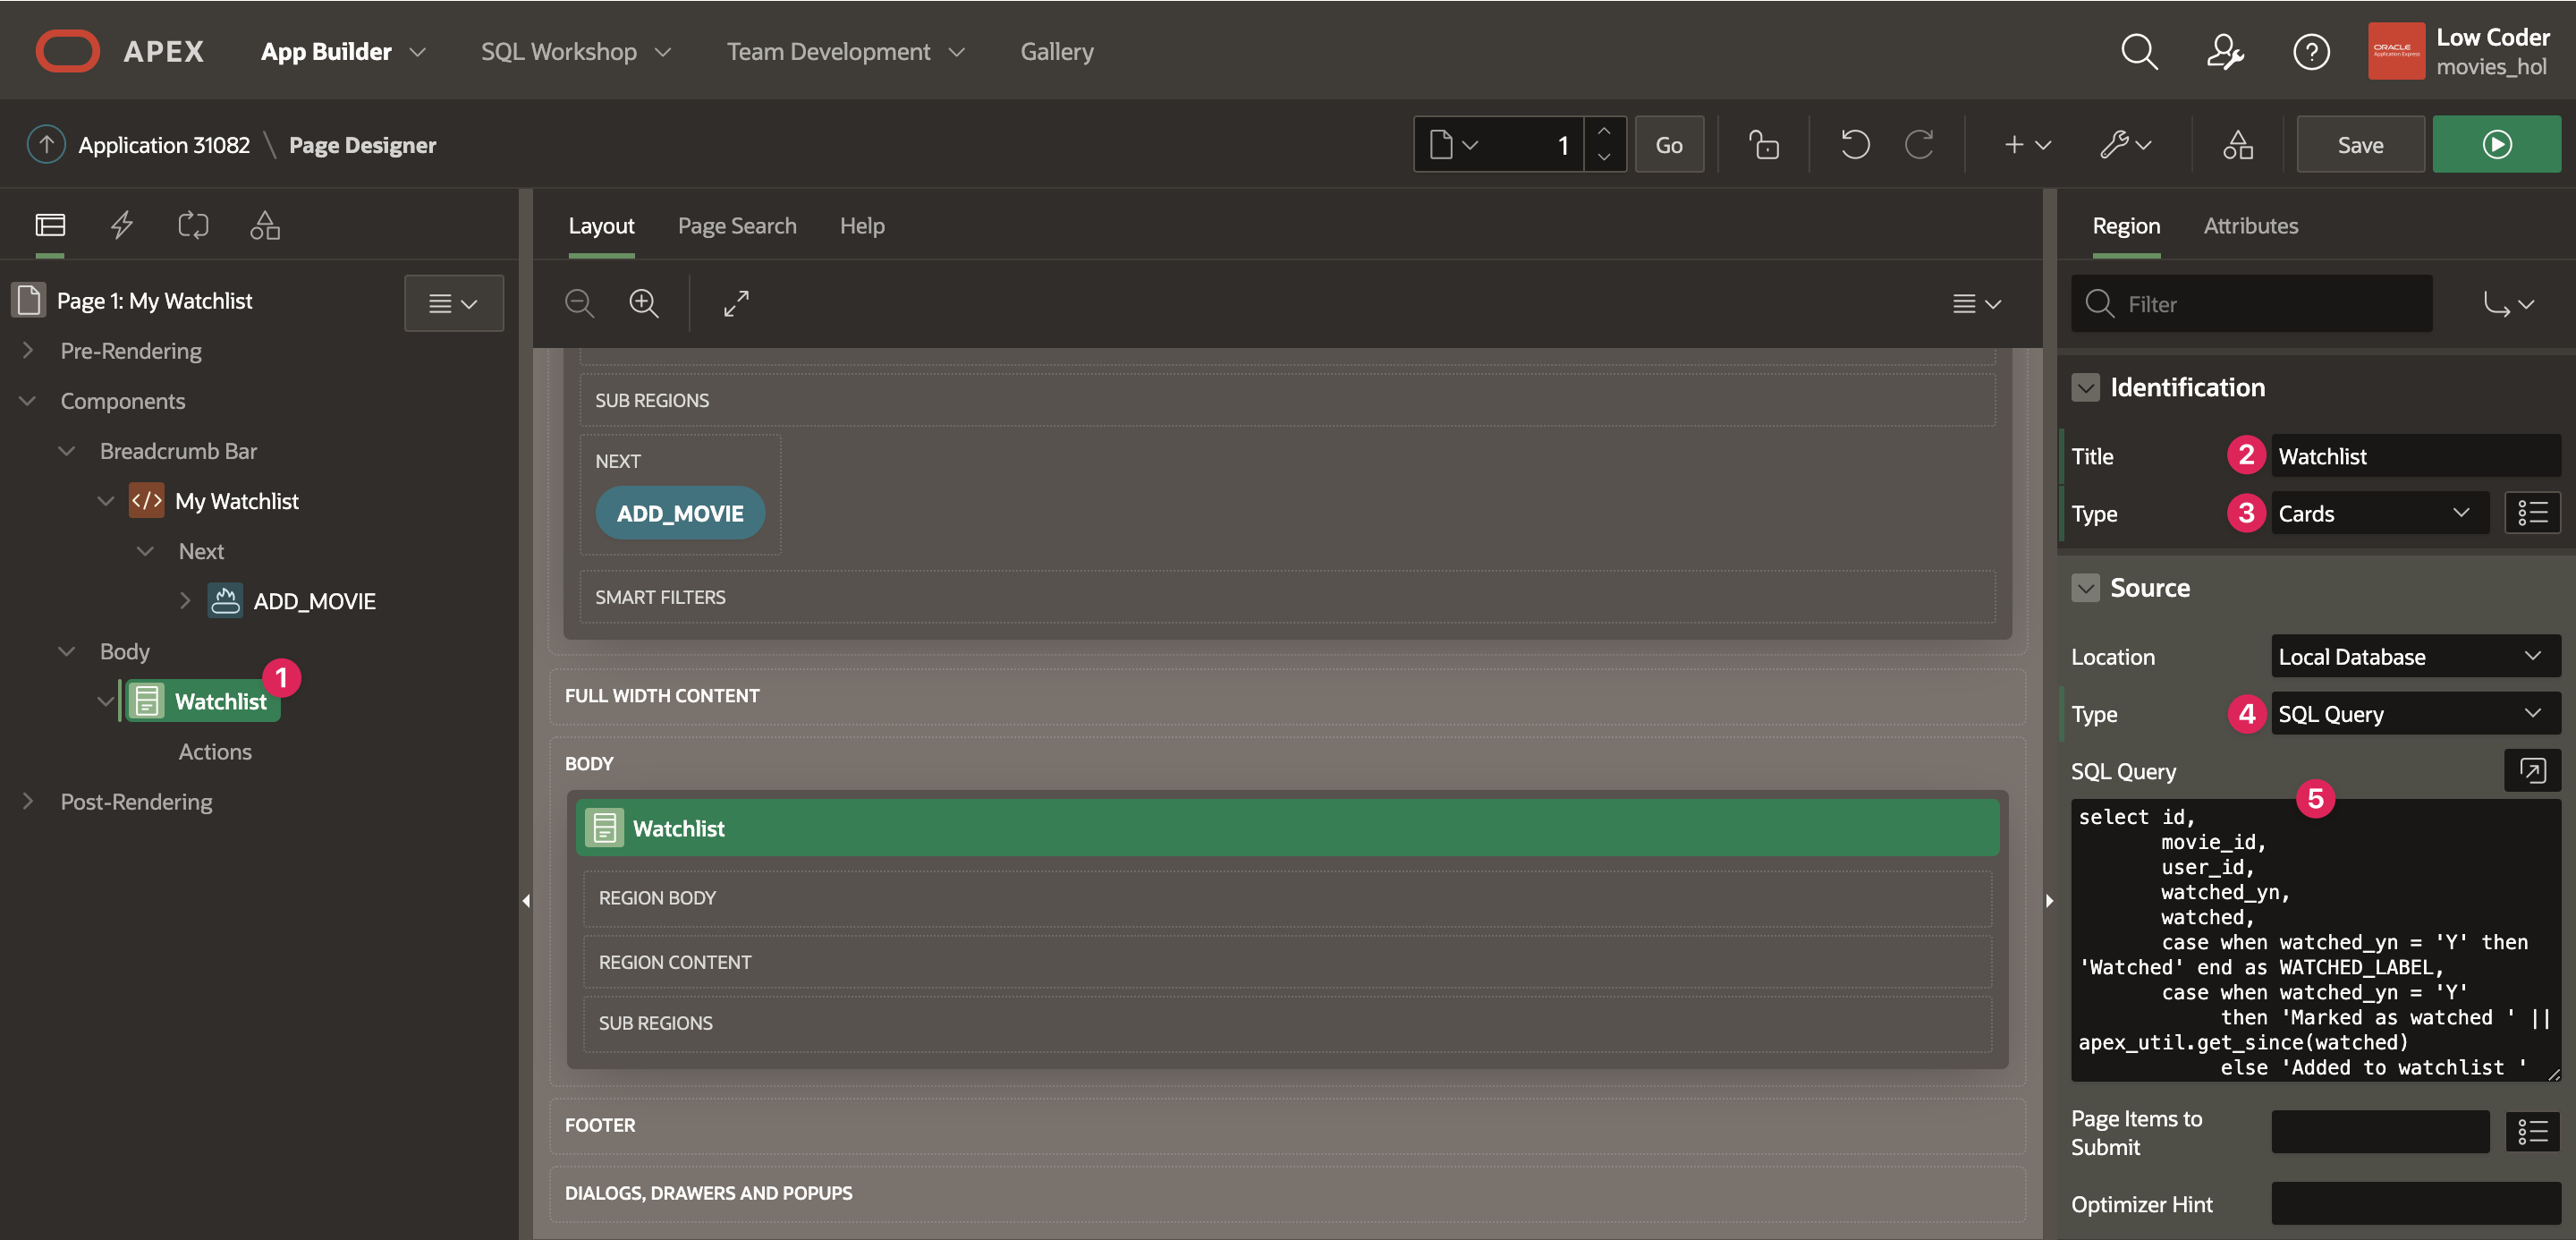 APEX
App Builder
SQL Workshop
Team Development
Gallery
ORACLE
Application Express
Low Coder
movies_hol
Application 31082 \ Page Designer
1
Go
Save
Page 1: My Watchlist
Pre-Rendering
Components
Breadcrumb Bar
</> My Watchlist
Next
ADD_MOVIE
Body
Watchlist
1
Actions
Post-Rendering
Layout
Page Search
Help
SUB REGIONS
NEXT
ADD_MOVIE
SMART FILTERS
FULL WIDTH CONTENT
BODY
Watchlist
REGION BODY
REGION CONTENT
SUB REGIONS
FOOTER
DIALOGS, DRAWERS AND POPUPS
Region
Attributes
Filter
Identification
Title 2 Watchlist
Type 3 Cards
Source
Location Local Database
Type 4 SQL Query
SQL Query
5
select id,
movie_id,
user_id,
watched_yn,
watched,
case when watched_yn = 'Y' then
'Watched' end as WATCHED_LABEL,
case when watched_yn = 'Y'
then 'Marked as watched ' ||
apex_util.get_since(watched)
else 'Added to watchlist '
Page Items to
Submit
Optimizer Hint